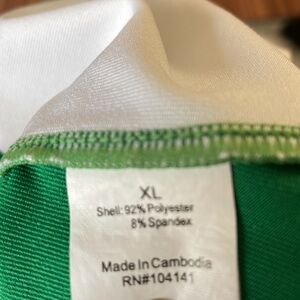 XL
Shell: 92% Polyester
8% Spandex
Made In Cambodia
RN#104141